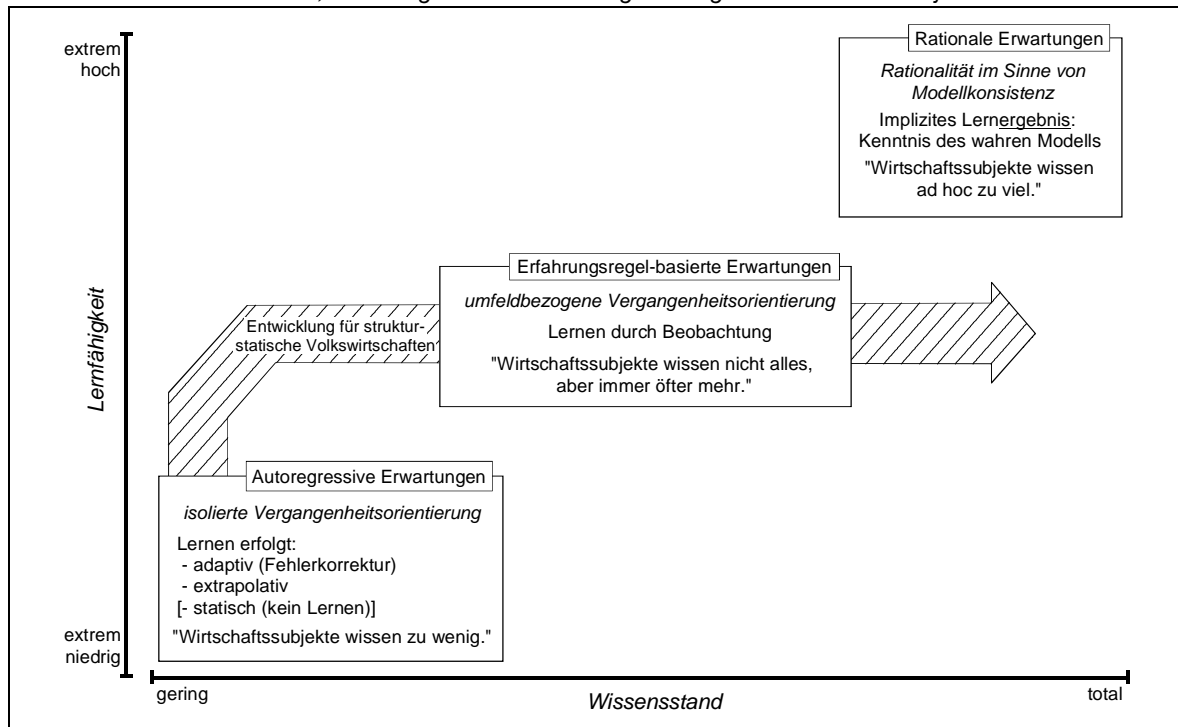 extrem
hoch
Rationale Erwartungen
Rationalität im Sinne von
Modellkonsistenz
Implizites Lernergebnis:
Kenntnis des wahren Modells
"Wirtschaftssubjekte wissen
ad hoc zu viel."
Erfahrungsregel-basierte Erwartungen
umfeldbezogene Vergangenheitsorientierung
Lernen durch Beobachtung
"Wirtschaftssubjekte wissen nicht alles,
aber immer öfter mehr."
Entwicklung für struktur-
statische Volkswirtschaften
Lernfähigkeit
Autoregressive Erwartungen
isolierte Vergangenheitsorientierung
Lernen erfolgt:
- adaptiv (Fehlerkorrektur)
- extrapolativ
[- statisch (kein Lernen)]
"Wirtschaftssubjekte wissen zu wenig."
extrem
niedrig
gering
Wissensstand
total